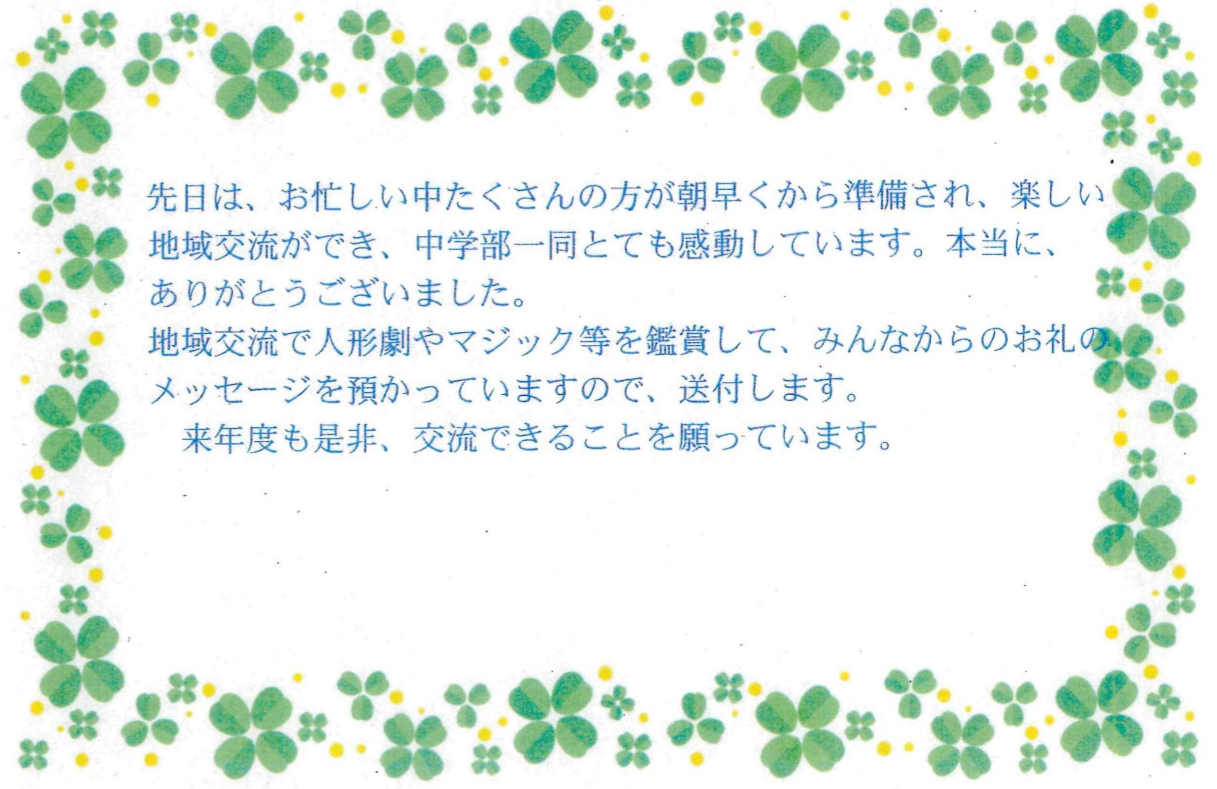 先日は、お忙しい中たくさんの方が朝早くから準備され、楽しい
地域交流ができ、中学部一同とても感動しています。本当に、
ありがとうございました。
地域交流で人形劇やマジック等を鑑賞して、みんなからのお礼の
メッセージを預かっていますので、送付します。
　来年度も是非、交流できることを願っています。